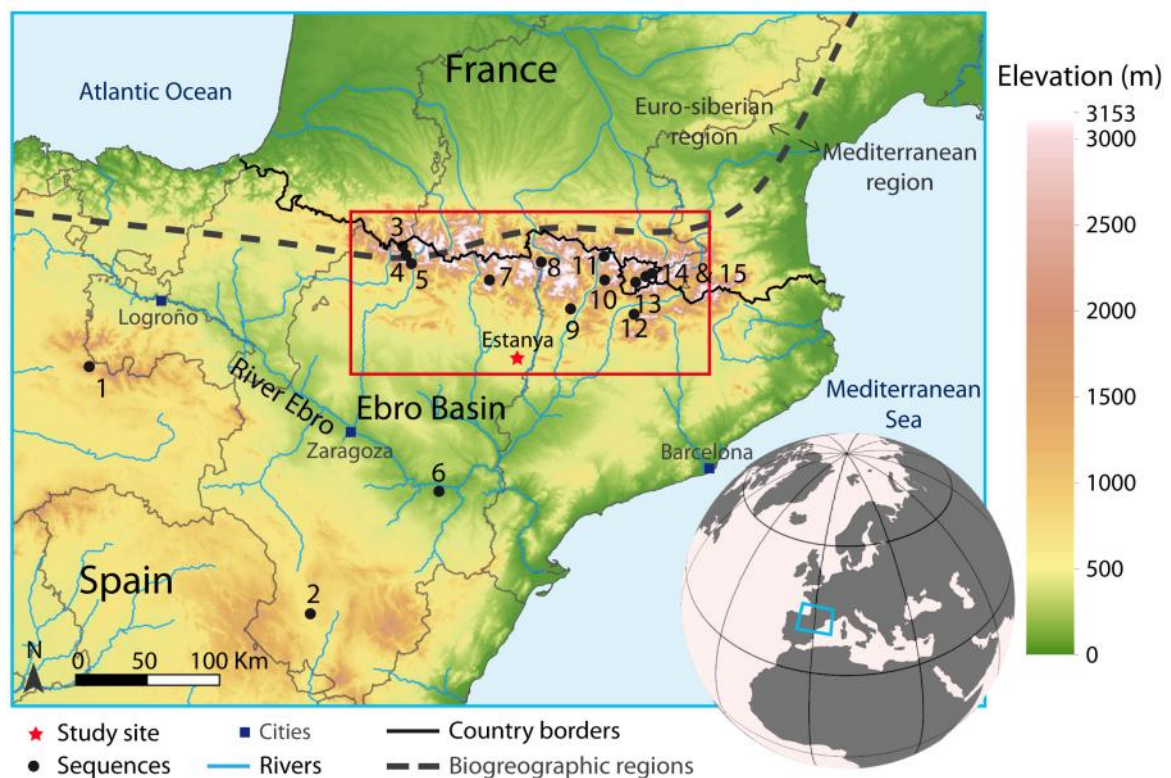 Atlantic Ocean
France
Euro-siberian
region
Mediterranean
region
Elevation (m)
3153
3000
2500
2000
1500
1000
500
0
3
4
5
7
8
11
10
14 & 15
13
9
12
Estanya
Logroño
1
River Ebro
Ebro Basin
Zaragoza
6
Barcelona
Mediterranean
Sea
Spain
2
N
0 50 100 Km
Study site
Cities
Country borders
Sequences
Rivers
Biogreographic regions